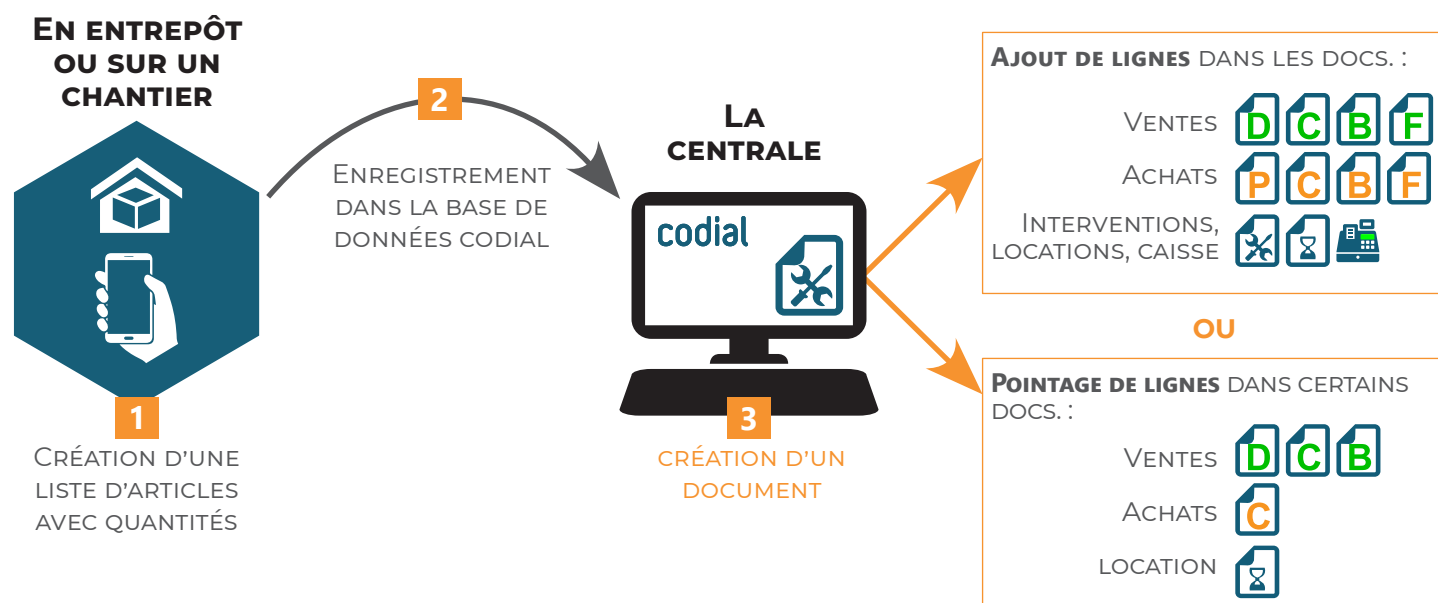 En entrepôt
ou sur un
chantier
1
Création d'une
liste d'articles
avec quantités
2
Enregistrement
dans la base de
données codial
La
centrale
codial
3
création d'un
document
Ajout de lignes dans les docs. :
Ventes D C B F
Achats P C B F
Interventions,
locations, caisse
ou
Pointage de lignes dans certains
docs. :
Ventes D C B
Achats C
location